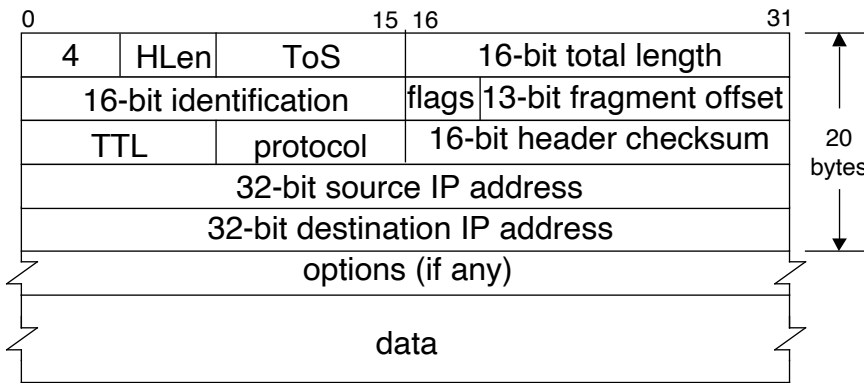 0 15 16 31
4 HLen ToS 16-bit total length
16-bit identification flags 13-bit fragment offset
TTL protocol 16-bit header checksum
20
bytes
32-bit source IP address
32-bit destination IP address
options (if any)
data